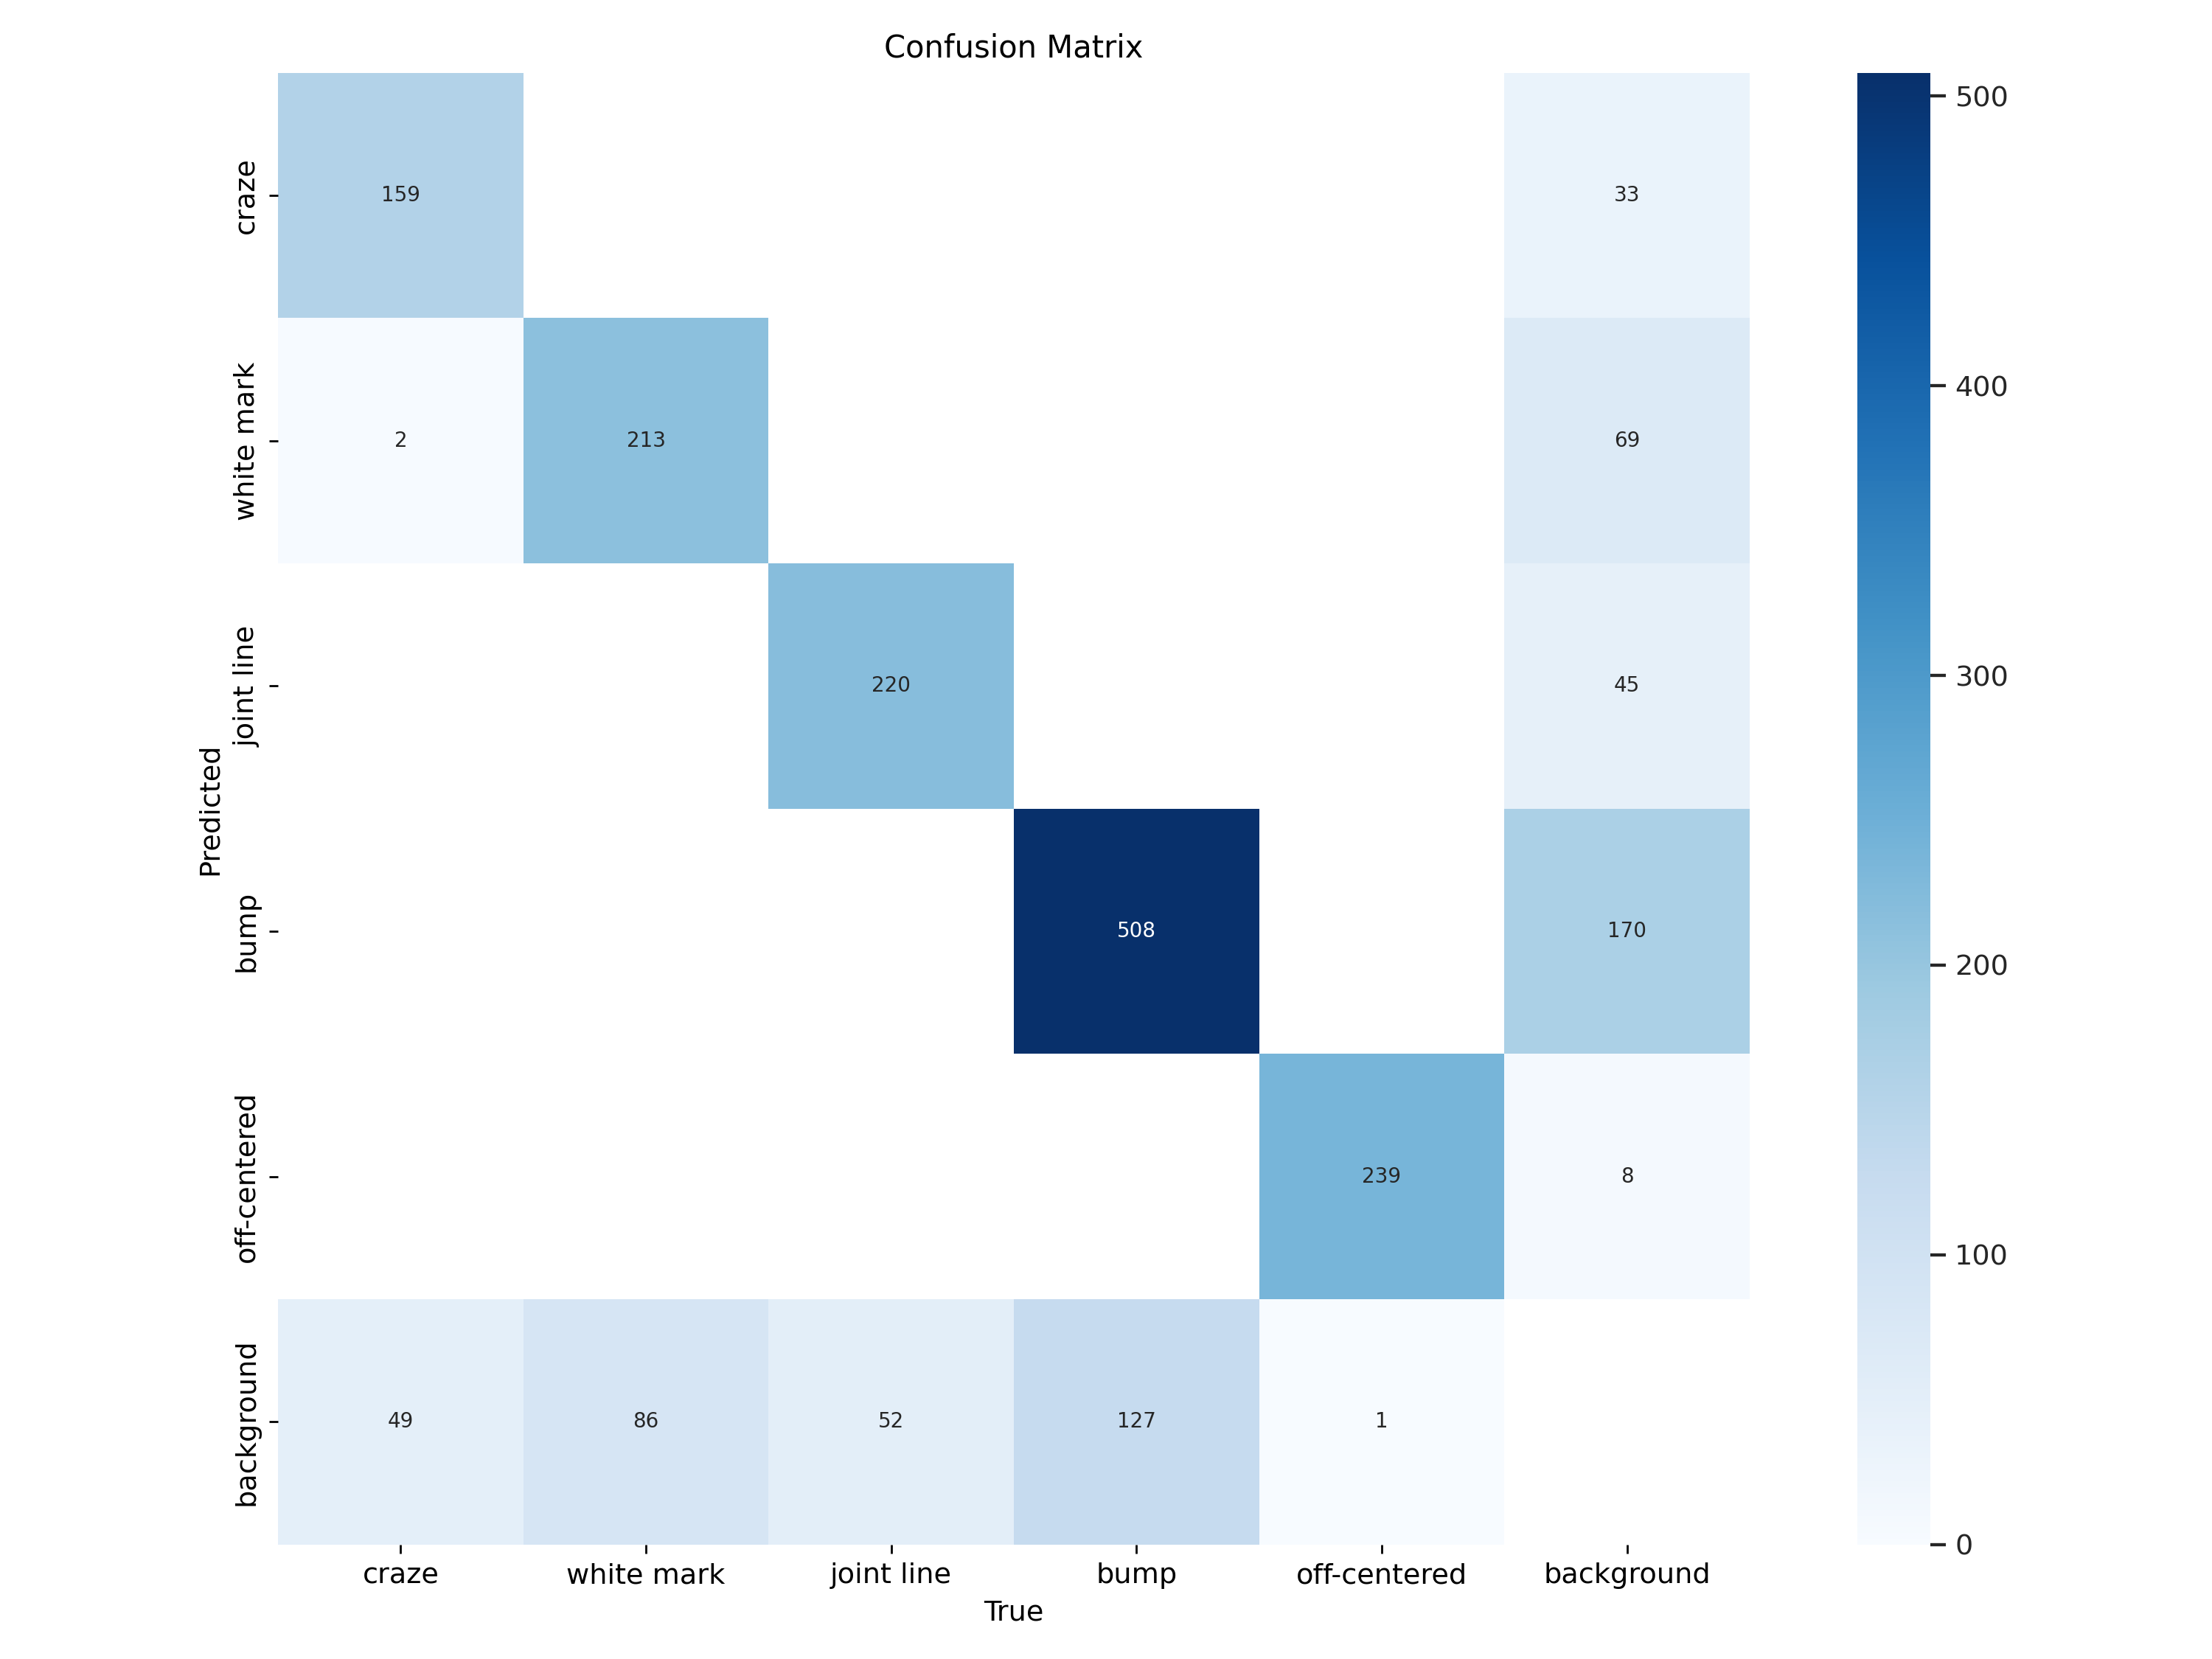 Confusion Matrix
craze
159
33
white mark
2
213
69
joint line
220
45
Predicted
bump
508
170
off-centered
239
8
background
49
86
52
127
1
craze
white mark
joint line
bump
off-centered
background
True
500
400
300
200
100
0